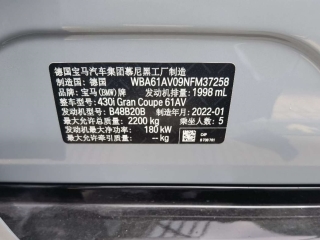 德国宝马汽车集团慕尼黑工厂制造
制造国：德国 WBA61AV09NFM37258
品牌：宝马(BMW)牌 发动机排量：1998 mL
整车型号：430i Gran Coupe 61AV
发动机型号：B48B20B 制造年月：2022-01
最大允许总质量：2200 kg 乘坐人数：5
发动机最大净功率：180 kW
最大允许牵引质量：-- kg